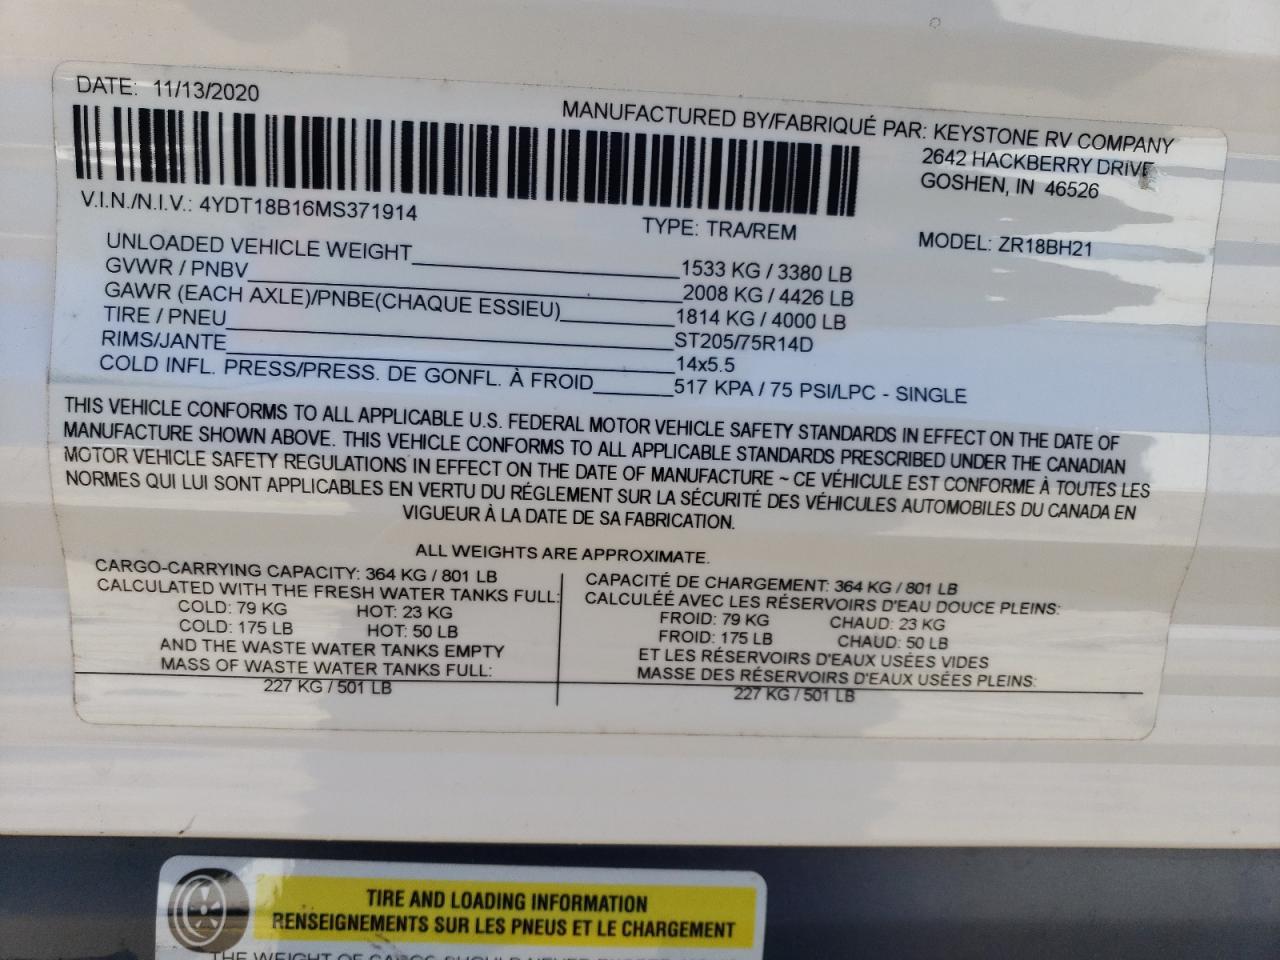 DATE: 11/13/2020
MANUFACTURED BY/FABRIQUÉ PAR: KEYSTONE RV COMPANY
2642 HACKBERRY DRIVE
GOSHEN, IN 46526
V.I.N./N.I.V.: 4YDT18B16MS371914
TYPE: TRA/REM
MODEL: ZR18BH21
UNLOADED VEHICLE WEIGHT 1533 KG / 3380 LB
GVWR / PNBV 2008 KG / 4426 LB
GAWR (EACH AXLE)/PNBE(CHAQUE ESSIEU) 1814 KG / 4000 LB
TIRE / PNEU ST205/75R14D
RIMS/JANTE 14x5.5
COLD INFL. PRESS/PRESS. DE GONFL. À FROID 517 KPA / 75 PSI/LPC - SINGLE
THIS VEHICLE CONFORMS TO ALL APPLICABLE U.S. FEDERAL MOTOR VEHICLE SAFETY STANDARDS IN EFFECT ON THE DATE OF
MANUFACTURE SHOWN ABOVE. THIS VEHICLE CONFORMS TO ALL APPLICABLE STANDARDS PRESCRIBED UNDER THE CANADIAN
MOTOR VEHICLE SAFETY REGULATIONS IN EFFECT ON THE DATE OF MANUFACTURE ~ CE VÉHICULE EST CONFORME À TOUTES LES
NORMES QUI LUI SONT APPLICABLES EN VERTU DU RÉGLEMENT SUR LA SÉCURITÉ DES VÉHICULES AUTOMOBILES DU CANADA EN
VIGUEUR À LA DATE DE SA FABRICATION.
ALL WEIGHTS ARE APPROXIMATE.
CARGO-CARRYING CAPACITY: 364 KG / 801 LB
CALCULATED WITH THE FRESH WATER TANKS FULL:
COLD: 79 KG HOT: 23 KG
COLD: 175 LB HOT: 50 LB
AND THE WASTE WATER TANKS EMPTY
MASS OF WASTE WATER TANKS FULL:
227 KG / 501 LB
CAPACITÉ DE CHARGEMENT: 364 KG / 801 LB
CALCULÉE AVEC LES RÉSERVOIRS D'EAU DOUCE PLEINS:
FROID: 79 KG CHAUD: 23 KG
FROID: 175 LB CHAUD: 50 LB
ET LES RÉSERVOIRS D'EAUX USÉES VIDES
MASSE DES RÉSERVOIRS D'EAUX USÉES PLEINS:
227 KG / 501 LB
TIRE AND LOADING INFORMATION
RENSEIGNEMENTS SUR LES PNEUS ET LE CHARGEMENT
THE WEIGHT OF CARGO SHOULD NEVER